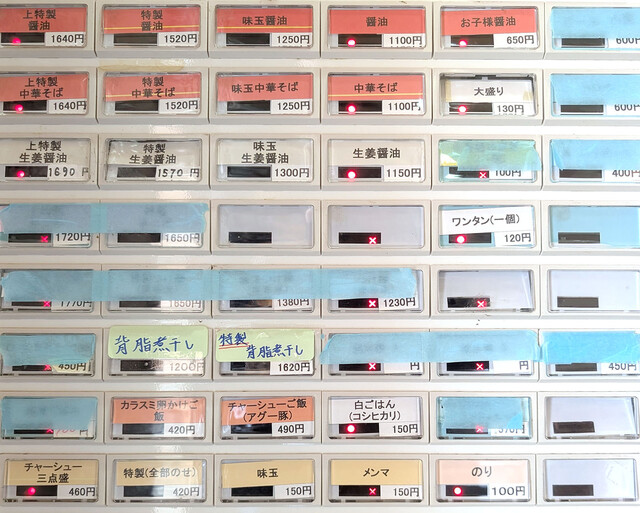 上特製
醤油
1640円
特製
醤油
1520円
味玉醤油
1250円
醤油
1100円
お子様醤油
650円
600円
上特製
中華そば
1640円
特製
中華そば
1520円
味玉中華そば
1250円
中華そば
1100円
大盛り
130円
600円
上特製
生姜醤油
1690円
特製
生姜醤油
1570円
味玉
生姜醤油
1300円
生姜醤油
1150円
100円
400円
1720円
1650円
ワンタン(一個)
120円
1770円
1650円
1380円
1230円
450円
背脂煮干し
1200円
特製
背脂煮干し
1620円
450円
カラスミ卵かけご
飯
420円
チャーシューご飯
(アグー豚)
490円
白ごはん
(コシヒカリ)
150円
チャーシュー
三点盛
460円
特製(全部のせ)
420円
味玉
150円
メンマ
150円
のり
100円